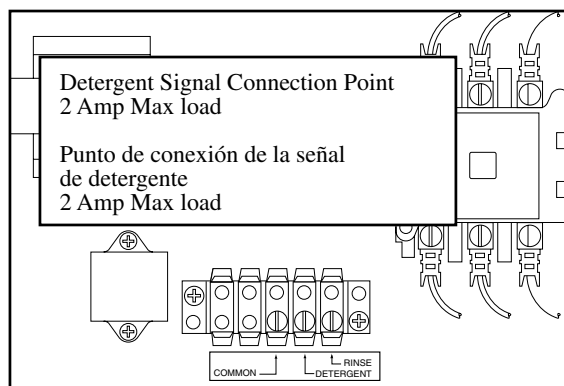 Detergent Signal Connection Point
2 Amp Max load
Punto de conexión de la señal
de detergente
2 Amp Max load
RINSE
COMMON DETERGENT